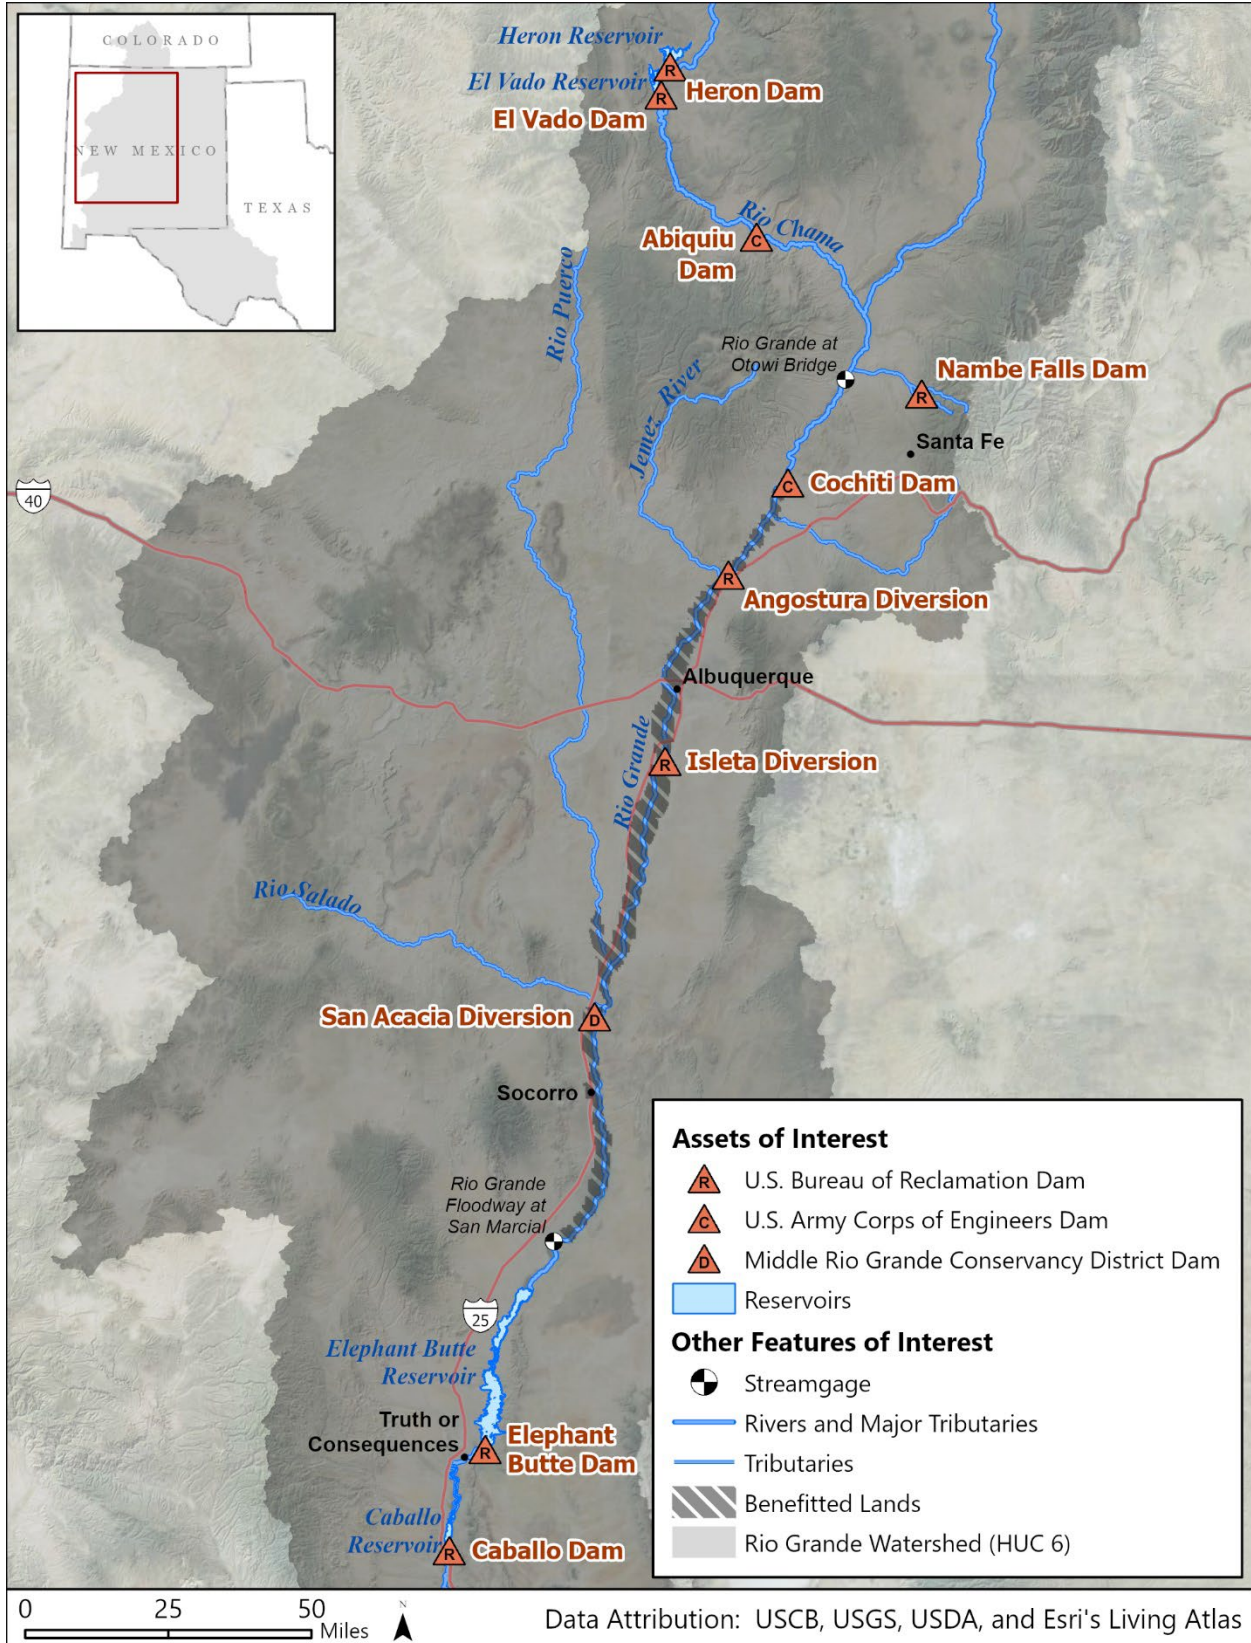 COLORADO
NEW MEXICO
TEXAS
Heron Reservoir
El Vado Reservoir
Heron Dam
El Vado Dam
Rio Chama
Abiquiu
Dam
Rio Puerco
Rio Grande at
Otowi Bridge
Jemez River
Nambe Falls Dam
Santa Fe
40
Cochiti Dam
Angostura Diversion
Albuquerque
Rio Grande
Isleta Diversion
Rio Salado
San Acacia Diversion
Socorro
Rio Grande
Floodway at
San Marcial
25
Elephant Butte
Reservoir
Truth or
Consequences
Elephant
Butte Dam
Caballo
Reservoir
Caballo Dam
R
R
C
R
C
R
R
D
R
R
Assets of Interest
R U.S. Bureau of Reclamation Dam
C U.S. Army Corps of Engineers Dam
D Middle Rio Grande Conservancy District Dam
Reservoirs
Other Features of Interest
Streamgage
Rivers and Major Tributaries
Tributaries
Benefitted Lands
Rio Grande Watershed (HUC 6)
0 25 50
Miles
N
Data Attribution: USCB, USGS, USDA, and Esri's Living Atlas